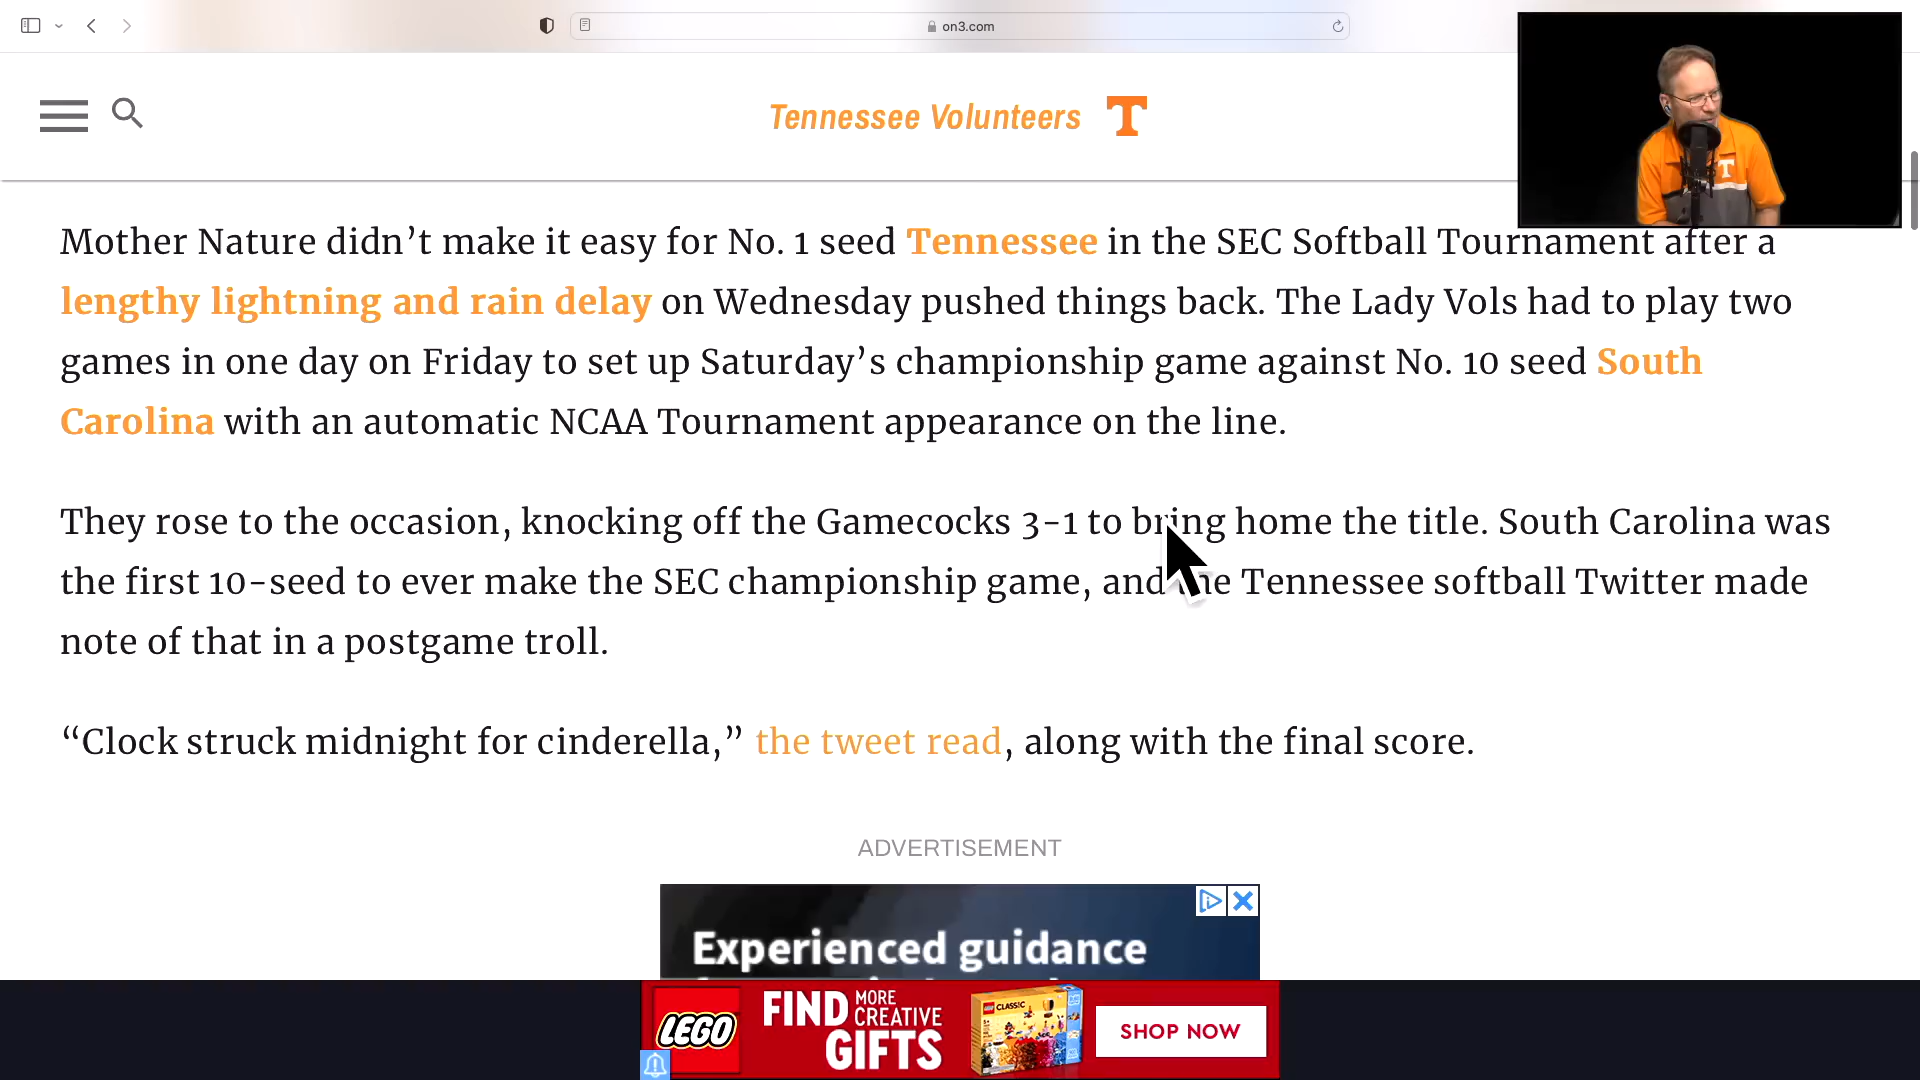 on3.com
Tennessee Volunteers T
T
Mother Nature didn’t make it easy for No. 1 seed Tennessee in the SEC Softball Tournament after a
lengthy lightning and rain delay on Wednesday pushed things back. The Lady Vols had to play two
games in one day on Friday to set up Saturday’s championship game against No. 10 seed South
Carolina with an automatic NCAA Tournament appearance on the line.
They rose to the occasion, knocking off the Gamecocks 3-1 to bring home the title. South Carolina was
the first 10-seed to ever make the SEC championship game, and the Tennessee softball Twitter made
note of that in a postgame troll.
“Clock struck midnight for cinderella,” the tweet read, along with the final score.
ADVERTISEMENT
Experienced guidance
LEGO
FIND MORE CREATIVE GIFTS
CLASSIC
SHOP NOW